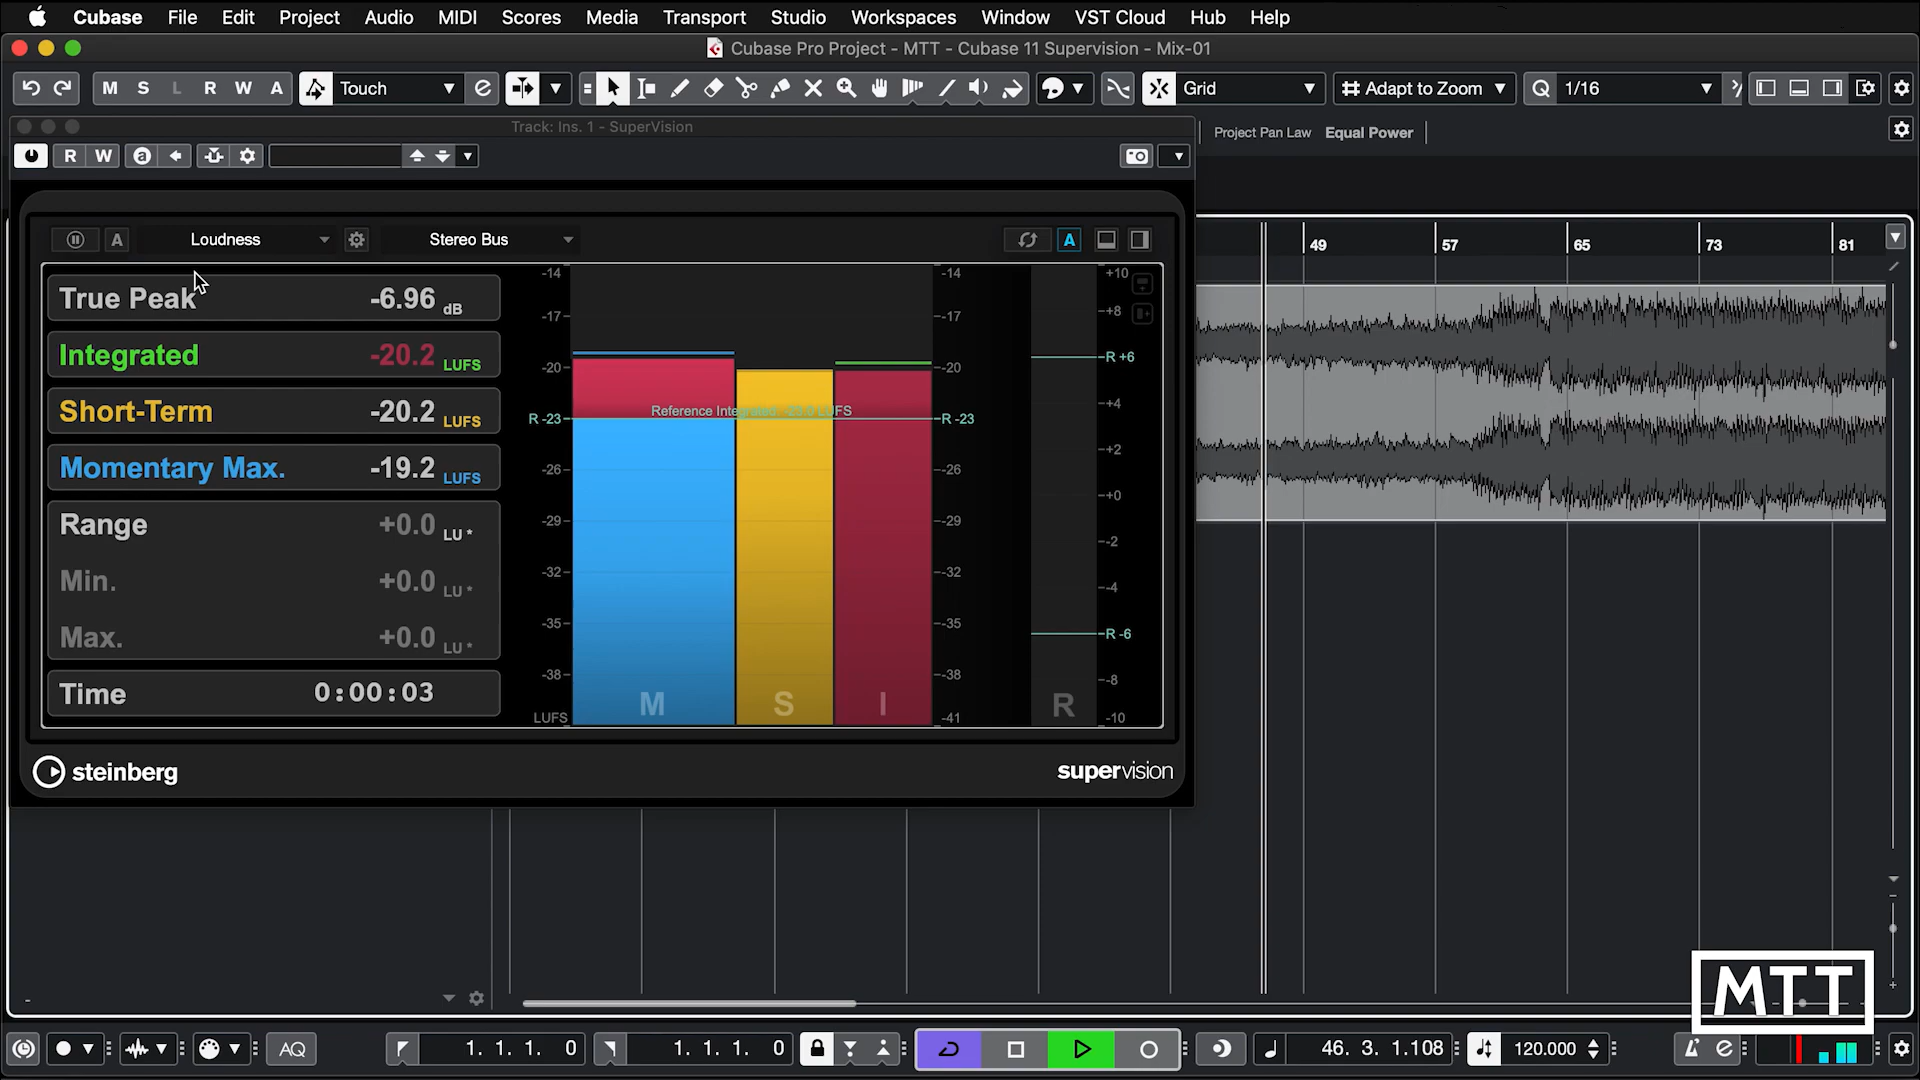 Cubase File Edit Project Audio MIDI Scores Media Transport Studio Workspaces Window VST Cloud Hub Help
Cubase Pro Project - MTT - Cubase 11 Supervision - Mix-01
M S L R W A Touch e Grid Adapt to Zoom Q 1/16
Track: Ins. 1 - SuperVision
Project Pan Law Equal Power
R W a
A Loudness Stereo Bus A
49 57 65 73 81
True Peak -6.96 dB
Integrated -20.2 LUFS
Short-Term -20.2 LUFS
Momentary Max. -19.2 LUFS
Range +0.0 LU *
Min. +0.0 LU *
Max. +0.0 LU *
Time 0:00:03
-14
-17
-20
R -23
-26
-29
-32
-35
-38
LUFS
Reference Integrated: -23.0 LUFS
M S I
-14
-17
-20
R -23
-26
-29
-32
-35
-38
-41
R
+10
+8
R +6
+4
+2
+0
-2
-4
R -6
-8
-10
steinberg
supervision
MTT
AQ 1. 1. 1. 0 1. 1. 1. 0 46. 3. 1.108 120.000 e